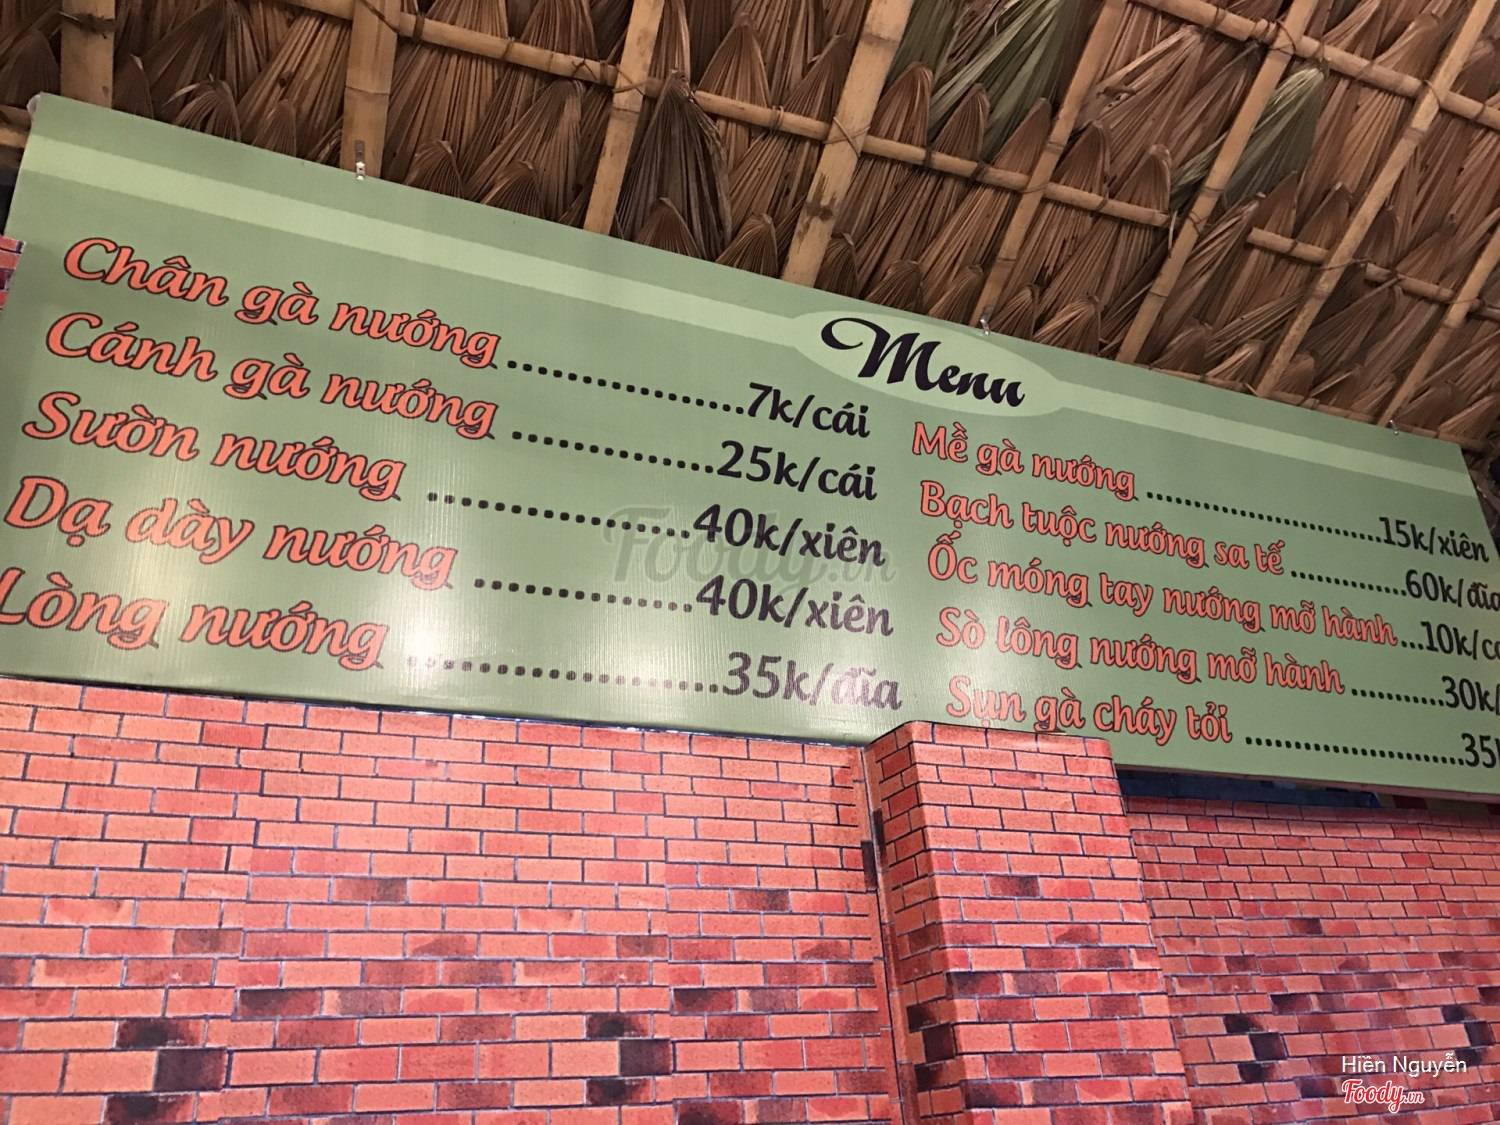 Menu
Chân gà nướng..................7k/cái
Cánh gà nướng ................25k/cái
Sườn nướng ....................40k/xiên
Dạ dày nướng .................40k/xiên
Lòng nướng ........................35k/đĩa
Mề gà nướng ....................15k/xiên
Bạch tuộc nướng sa tế ..........60k/đĩa
Ốc móng tay nướng mỡ hành...10k/
Sò lông nướng mỡ hành ..........30k/
Sụn gà cháy tỏi ......................35
Foody.vn
Hiền Nguyễn
Foody.vn